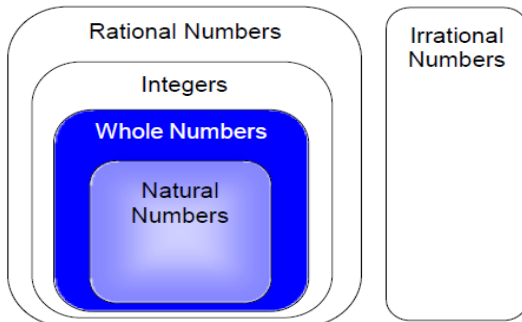 Rational Numbers
Integers
Whole Numbers
Natural
Numbers
Irrational
Numbers